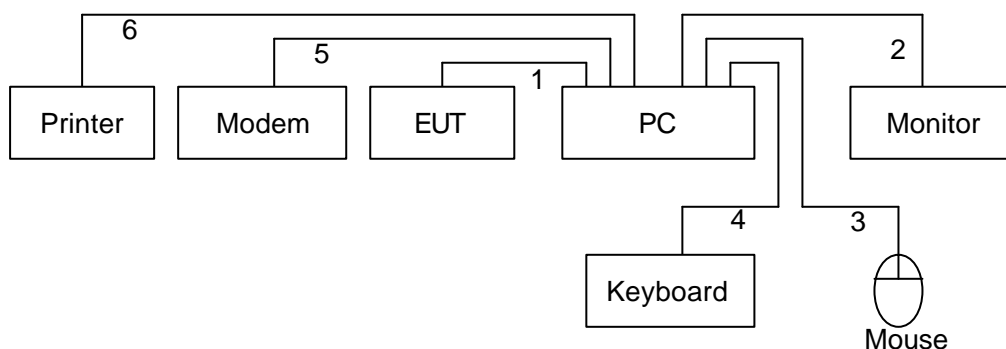 6
5
1
2
Printer
Modem
EUT
PC
Monitor
4
3
Keyboard
Mouse